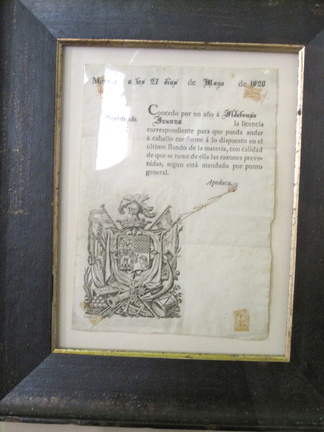 a los 27 dias de Mayo de 1820
Concedo por un año á Ildefonso
la licencia
correspondiente para que pueda andar
á caballo conforme á lo dispuesto en el
último Bando de la materia, con calidad
de que se tome de ella las razones preve-
nidas, segun está mandado por punto
general.
Apodaca.